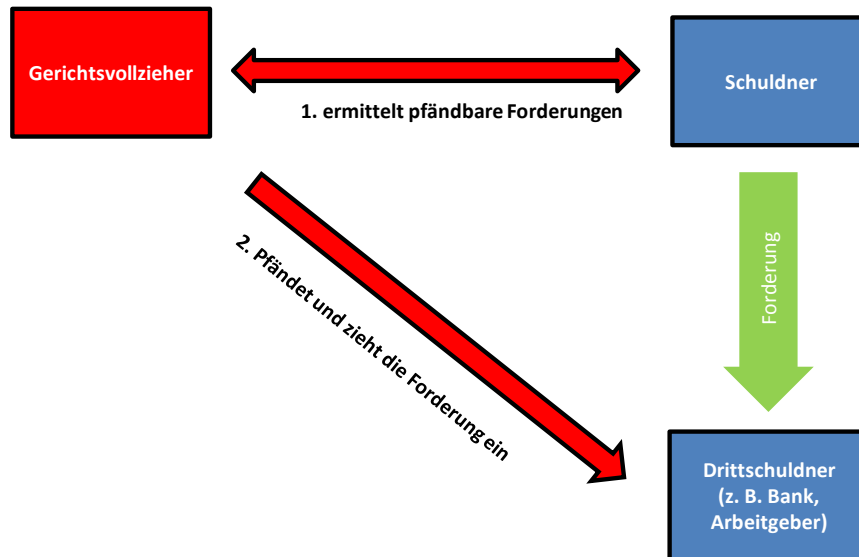 Gerichtsvollzieher
Schuldner
1. ermittelt pfändbare Forderungen
2. Pfändet und zieht die Forderung ein
Forderung
Drittschuldner
(z. B. Bank,
Arbeitgeber)